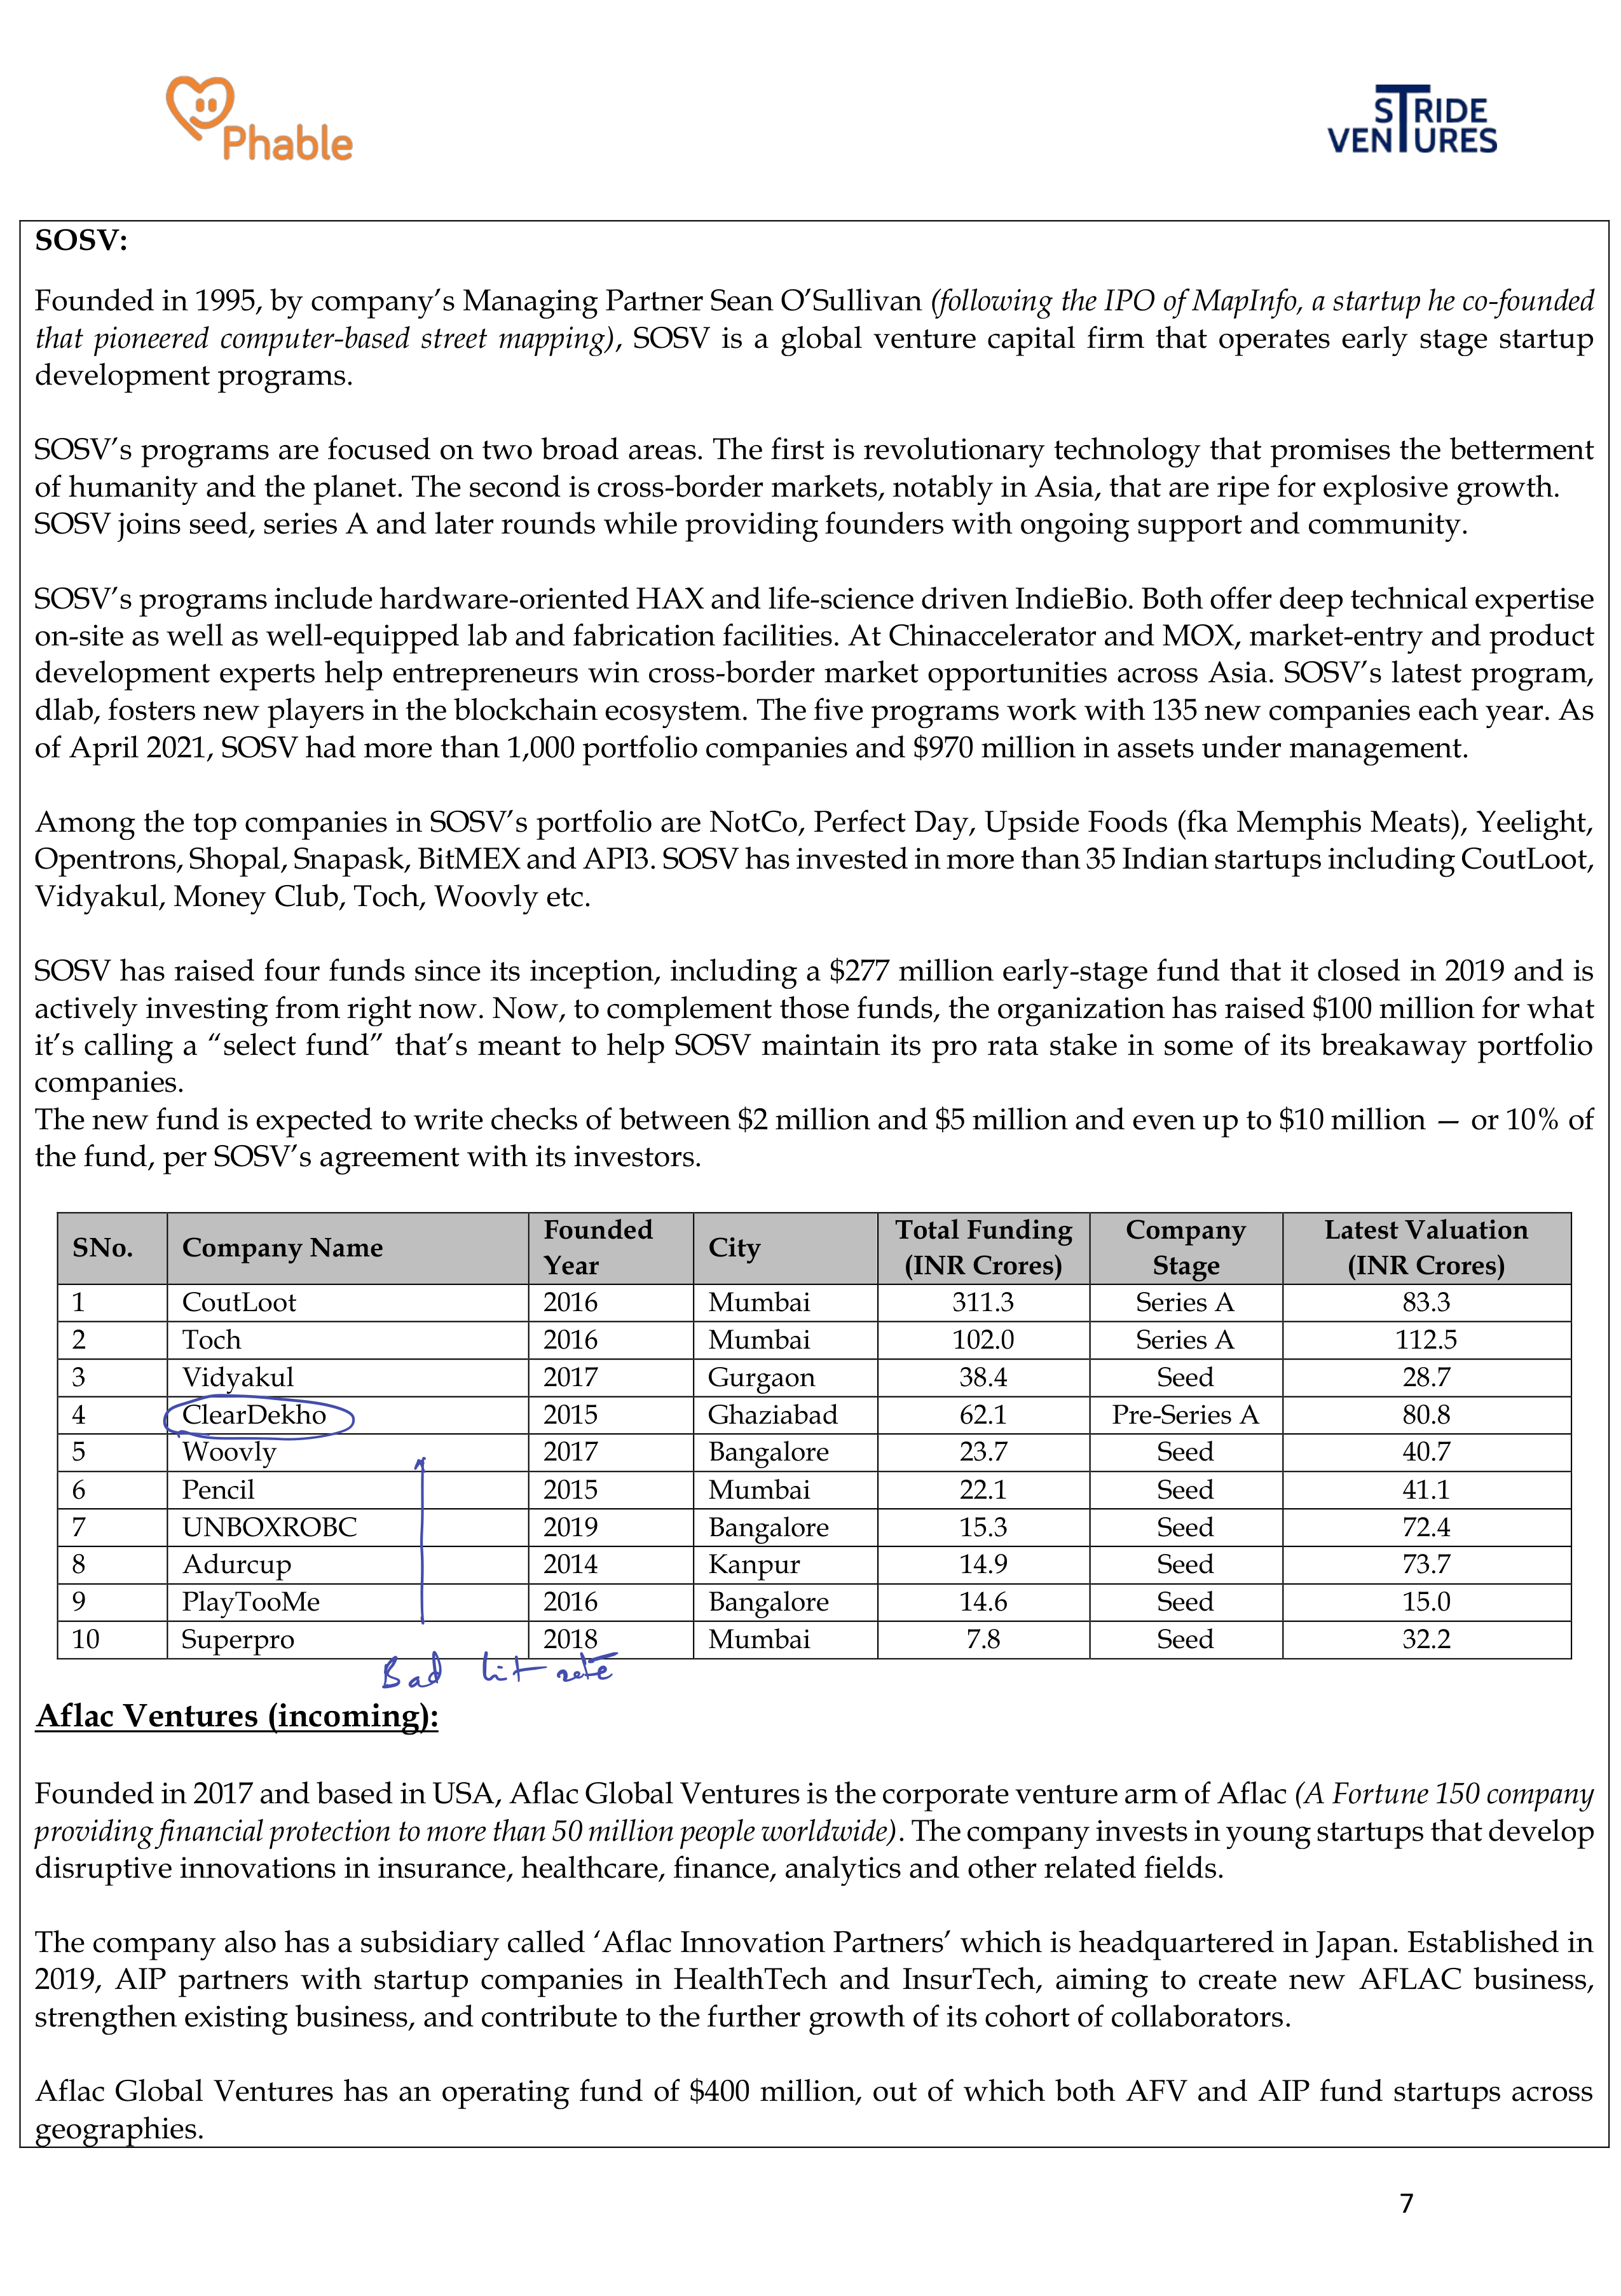 Phable
STRIDE
VENTURES
SOSV:
Founded in 1995, by company’s Managing Partner Sean O’Sullivan (following the IPO of MapInfo, a startup he co-founded
that pioneered computer-based street mapping), SOSV is a global venture capital firm that operates early stage startup
development programs.
SOSV’s programs are focused on two broad areas. The first is revolutionary technology that promises the betterment
of humanity and the planet. The second is cross-border markets, notably in Asia, that are ripe for explosive growth.
SOSV joins seed, series A and later rounds while providing founders with ongoing support and community.
SOSV’s programs include hardware-oriented HAX and life-science driven IndieBio. Both offer deep technical expertise
on-site as well as well-equipped lab and fabrication facilities. At Chinaccelerator and MOX, market-entry and product
development experts help entrepreneurs win cross-border market opportunities across Asia. SOSV’s latest program,
dlab, fosters new players in the blockchain ecosystem. The five programs work with 135 new companies each year. As
of April 2021, SOSV had more than 1,000 portfolio companies and $970 million in assets under management.
Among the top companies in SOSV’s portfolio are NotCo, Perfect Day, Upside Foods (fka Memphis Meats), Yeelight,
Opentrons, Shopal, Snapask, BitMEX and API3. SOSV has invested in more than 35 Indian startups including CoutLoot,
Vidyakul, Money Club, Toch, Woovly etc.
SOSV has raised four funds since its inception, including a $277 million early-stage fund that it closed in 2019 and is
actively investing from right now. Now, to complement those funds, the organization has raised $100 million for what
it’s calling a “select fund” that’s meant to help SOSV maintain its pro rata stake in some of its breakaway portfolio
companies.
The new fund is expected to write checks of between $2 million and $5 million and even up to $10 million — or 10% of
the fund, per SOSV’s agreement with its investors.
SNo. Company Name Founded Year City Total Funding (INR Crores) Company Stage Latest Valuation (INR Crores)
1 CoutLoot 2016 Mumbai 311.3 Series A 83.3
2 Toch 2016 Mumbai 102.0 Series A 112.5
3 Vidyakul 2017 Gurgaon 38.4 Seed 28.7
4 ClearDekho 2015 Ghaziabad 62.1 Pre-Series A 80.8
5 Woovly 2017 Bangalore 23.7 Seed 40.7
6 Pencil 2015 Mumbai 22.1 Seed 41.1
7 UNBOXROBC 2019 Bangalore 15.3 Seed 72.4
8 Adurcup 2014 Kanpur 14.9 Seed 73.7
9 PlayTooMe 2016 Bangalore 14.6 Seed 15.0
10 Superpro 2018 Mumbai 7.8 Seed 32.2
Bad hit rate
Aflac Ventures (incoming):
Founded in 2017 and based in USA, Aflac Global Ventures is the corporate venture arm of Aflac (A Fortune 150 company
providing financial protection to more than 50 million people worldwide). The company invests in young startups that develop
disruptive innovations in insurance, healthcare, finance, analytics and other related fields.
The company also has a subsidiary called ‘Aflac Innovation Partners’ which is headquartered in Japan. Established in
2019, AIP partners with startup companies in HealthTech and InsurTech, aiming to create new AFLAC business,
strengthen existing business, and contribute to the further growth of its cohort of collaborators.
Aflac Global Ventures has an operating fund of $400 million, out of which both AFV and AIP fund startups across
geographies.
7